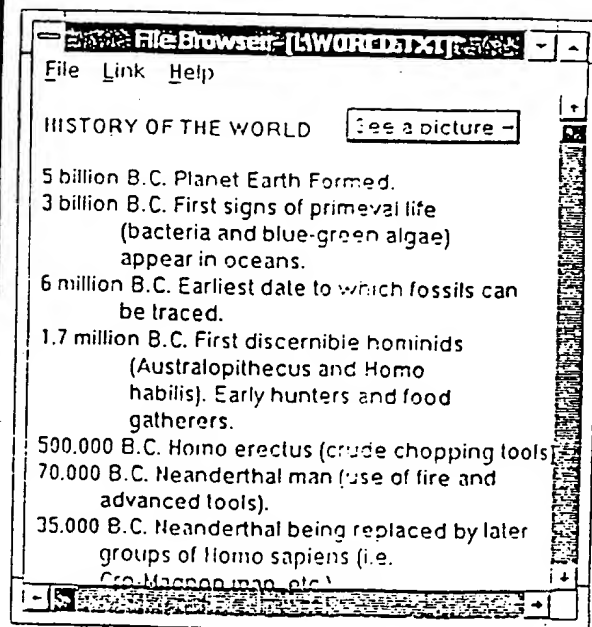 File Browser - [L:\WORLD.TXT]
File Link Help
HISTORY OF THE WORLD See a picture
5 billion B.C. Planet Earth Formed.
3 billion B.C. First signs of primeval life
(bacteria and blue-green algae)
appear in oceans.
6 million B.C. Earliest date to which fossils can
be traced.
1.7 million B.C. First discernible hominids
(Australopithecus and Homo
habilis). Early hunters and food
gatherers.
500.000 B.C. Homo erectus (crude chopping tools)
70.000 B.C. Neanderthal man (use of fire and
advanced tools).
35.000 B.C. Neanderthal being replaced by later
groups of Homo sapiens (i.e.
Cro-Magnon man, etc.)